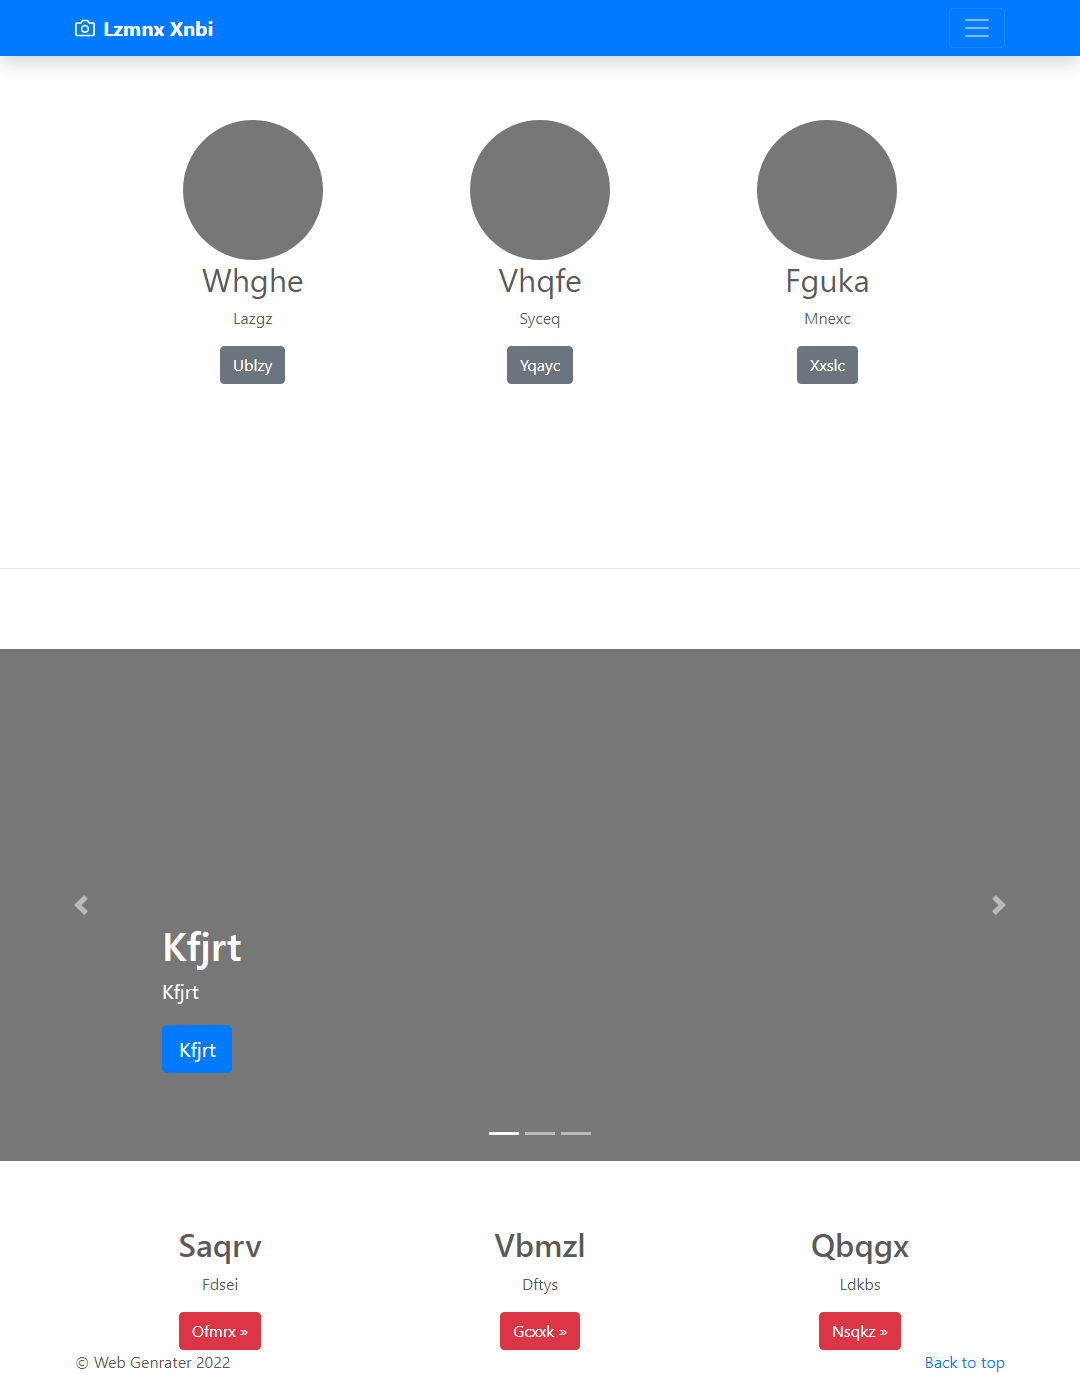 Lzmnx Xnbi
Whghe
Vhqfe
Fguka
Lazgz
Syceq
Mnexc
Ublzy
Yqayc
Xxslc
Kfjrt
Kfjrt
Kfjrt
Saqrv
Vbmzl
Qbqgx
Fdsei
Dftys
Ldkbs
Ofmrx »
Gcxxk »
Nsqkz »
© Web Genrater 2022
Back to top